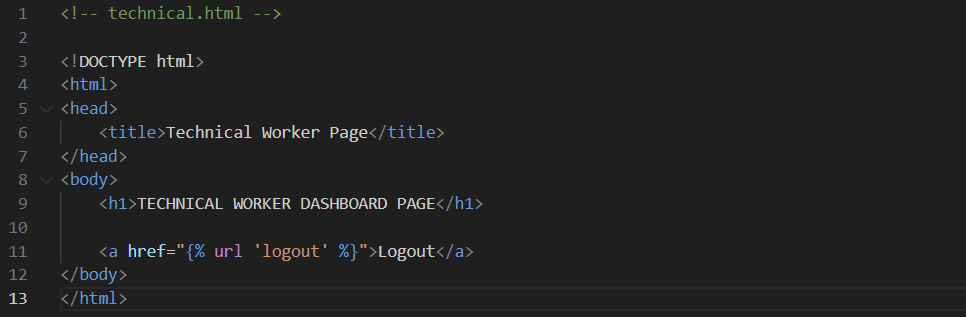 1 <!-- technical.html -->
2
3 <!DOCTYPE html>
4 <html>
5 <head>
6     <title>Technical Worker Page</title>
7 </head>
8 <body>
9     <h1>TECHNICAL WORKER DASHBOARD PAGE</h1>
10
11     <a href="{% url 'logout' %}">Logout</a>
12 </body>
13 </html>